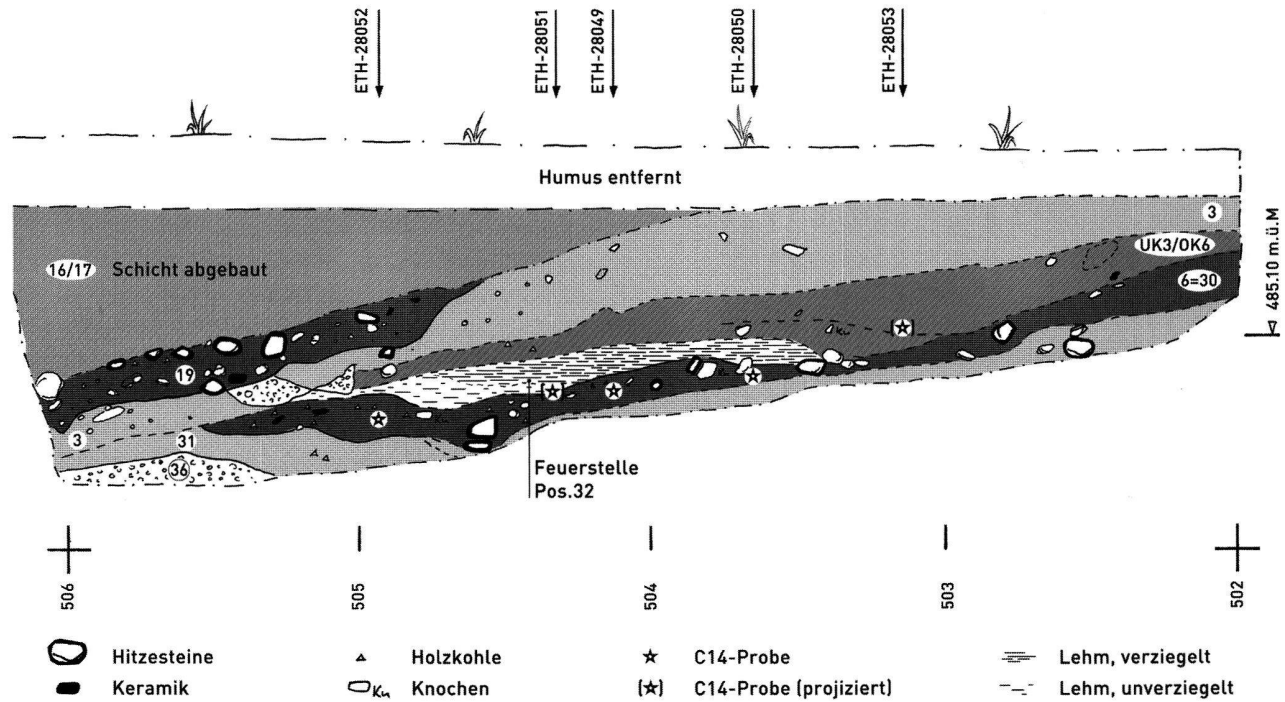 ETH-28052
ETH-28051
ETH-28049
ETH-28050
ETH-28053
Humus entfernt
3
UK3/OK6
16/17 Schicht abgebaut
6=30
485.10 m.ü.M
Kn
19
3
31
36
Feuerstelle
Pos.32
506
505
504
503
502
Hitzesteine
Holzkohle
C14-Probe
Lehm, verziegelt
Keramik
Kn Knochen
C14-Probe (projiziert)
Lehm, unverziegelt